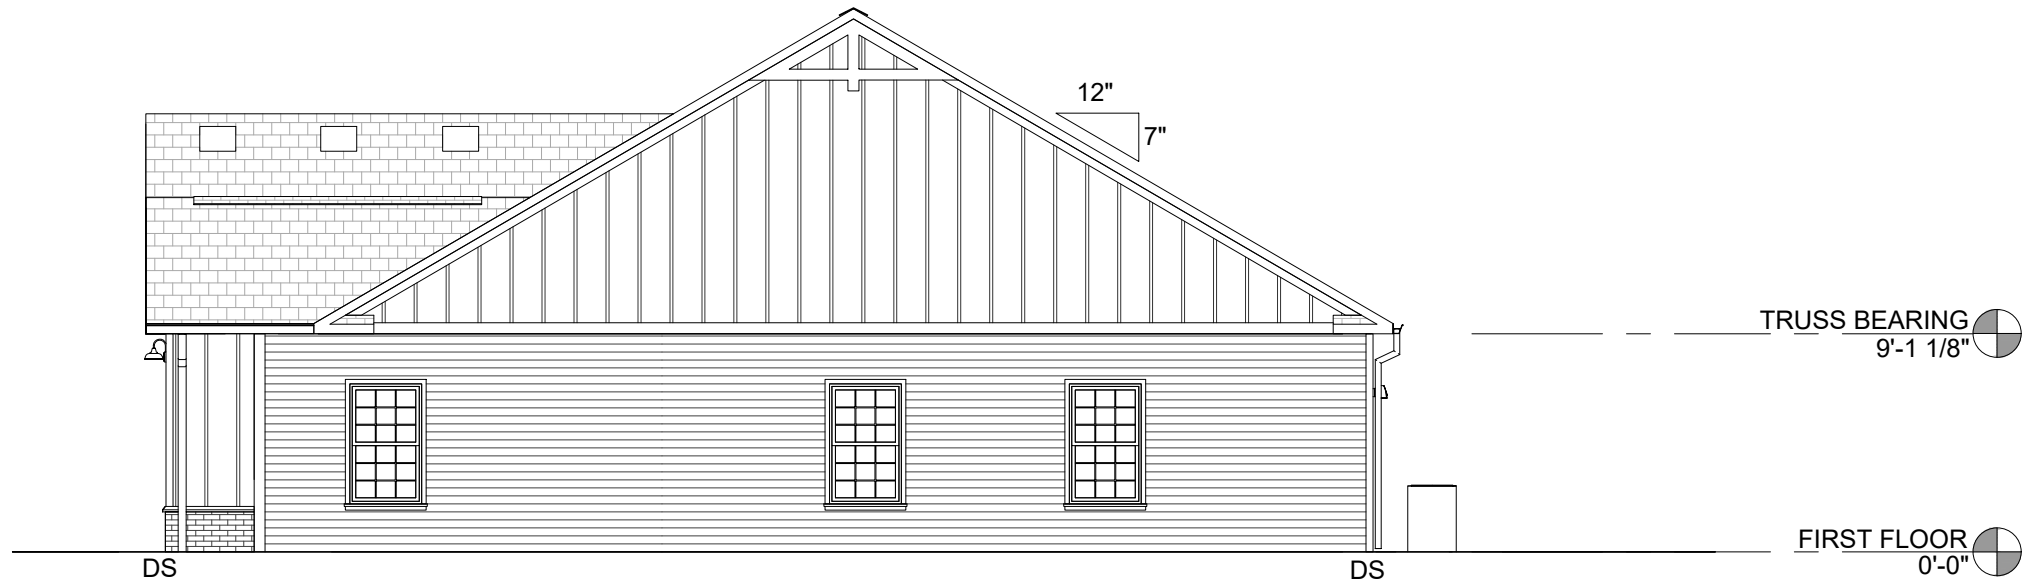 12"
7"
TRUSS BEARING
9'-1 1/8"
FIRST FLOOR
0'-0"
DS
DS